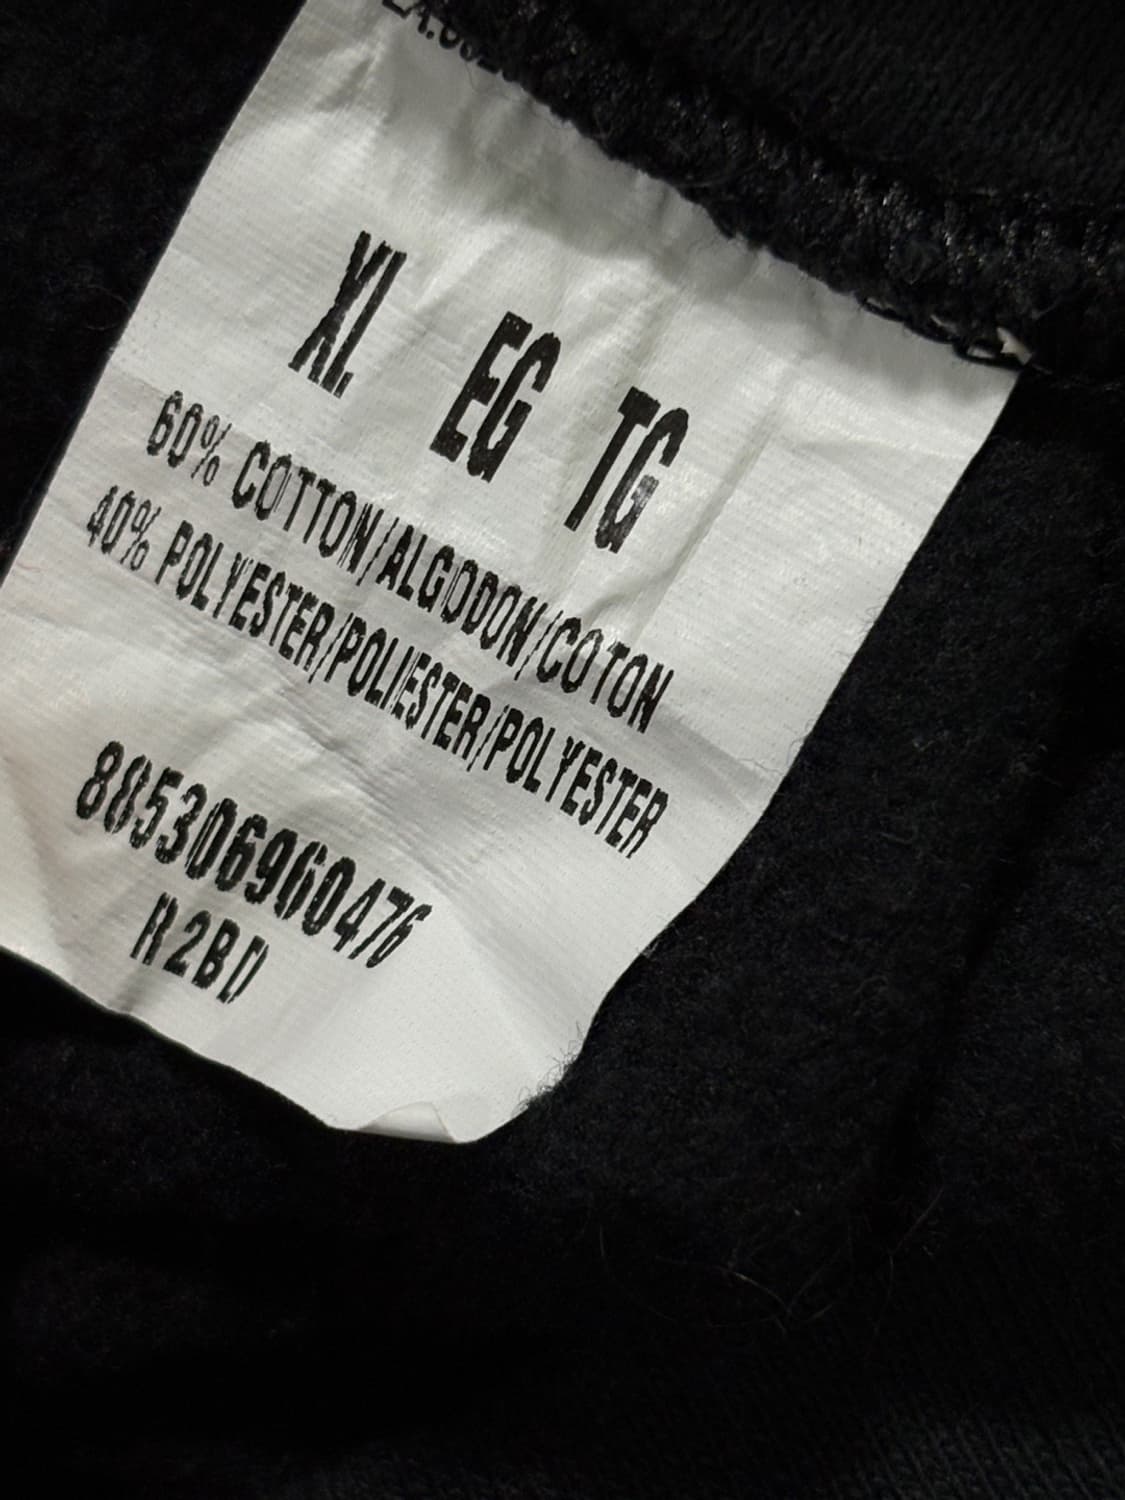 XL EG TG
60% COTTON/ALGODON/COTON
40% POLYESTER/POLIESTER/POLYESTER
885306960476
R2BD